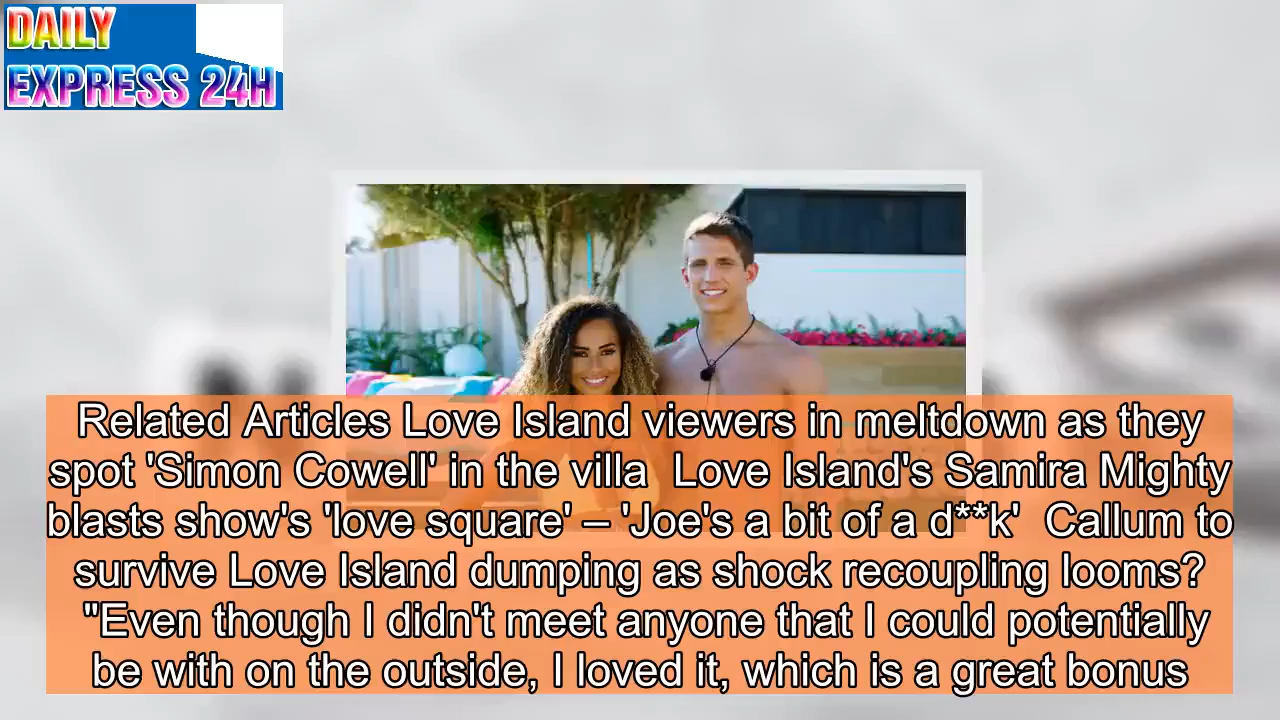 DAILY
EXPRESS 24H
Related Articles Love Island viewers in meltdown as they
spot 'Simon Cowell' in the villa  Love Island's Samira Mighty
blasts show's 'love square' – 'Joe's a bit of a d**k'  Callum to
survive Love Island dumping as shock recoupling looms?
"Even though I didn't meet anyone that I could potentially
be with on the outside, I loved it, which is a great bonus